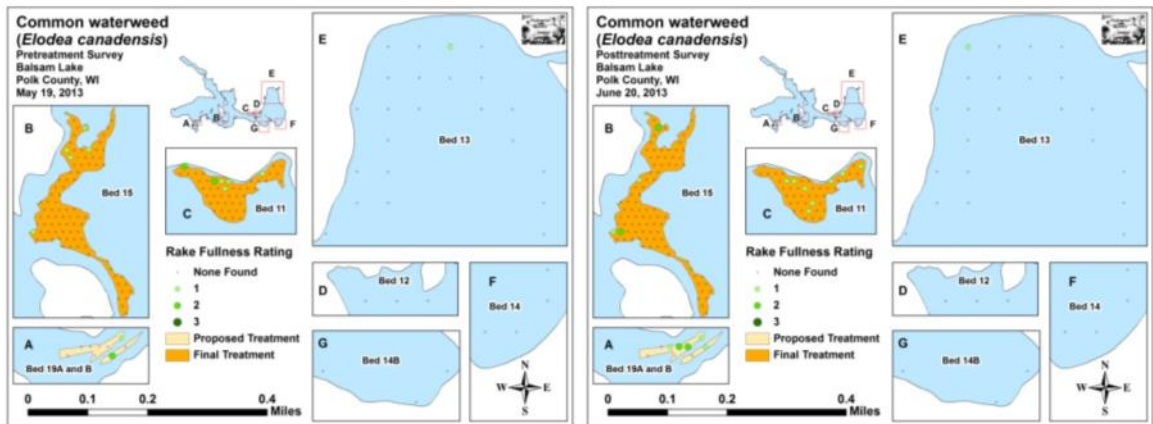 Common waterweed
(Elodea canadensis)
Pretreatment Survey
Balsam Lake
Polk County, WI
May 19, 2013
E
D
C
A
B
G
F
B
Bed 15
C
Bed 11
E
Bed 13
Rake Fullness Rating
None Found
1
2
3
Proposed Treatment
Final Treatment
A
Bed 19A and B
D
Bed 12
F
Bed 14
G
Bed 14B
N
W
E
S
0 0.1 0.2 0.4
Miles
Common waterweed
(Elodea canadensis)
Posttreatment Survey
Balsam Lake
Polk County, WI
June 20, 2013
E
D
C
A
B
G
F
B
Bed 15
C
Bed 11
E
Bed 13
Rake Fullness Rating
None Found
1
2
3
Proposed Treatment
Final Treatment
A
Bed 19A and B
D
Bed 12
F
Bed 14
G
Bed 14B
N
W
E
S
0 0.1 0.2 0.4
Miles